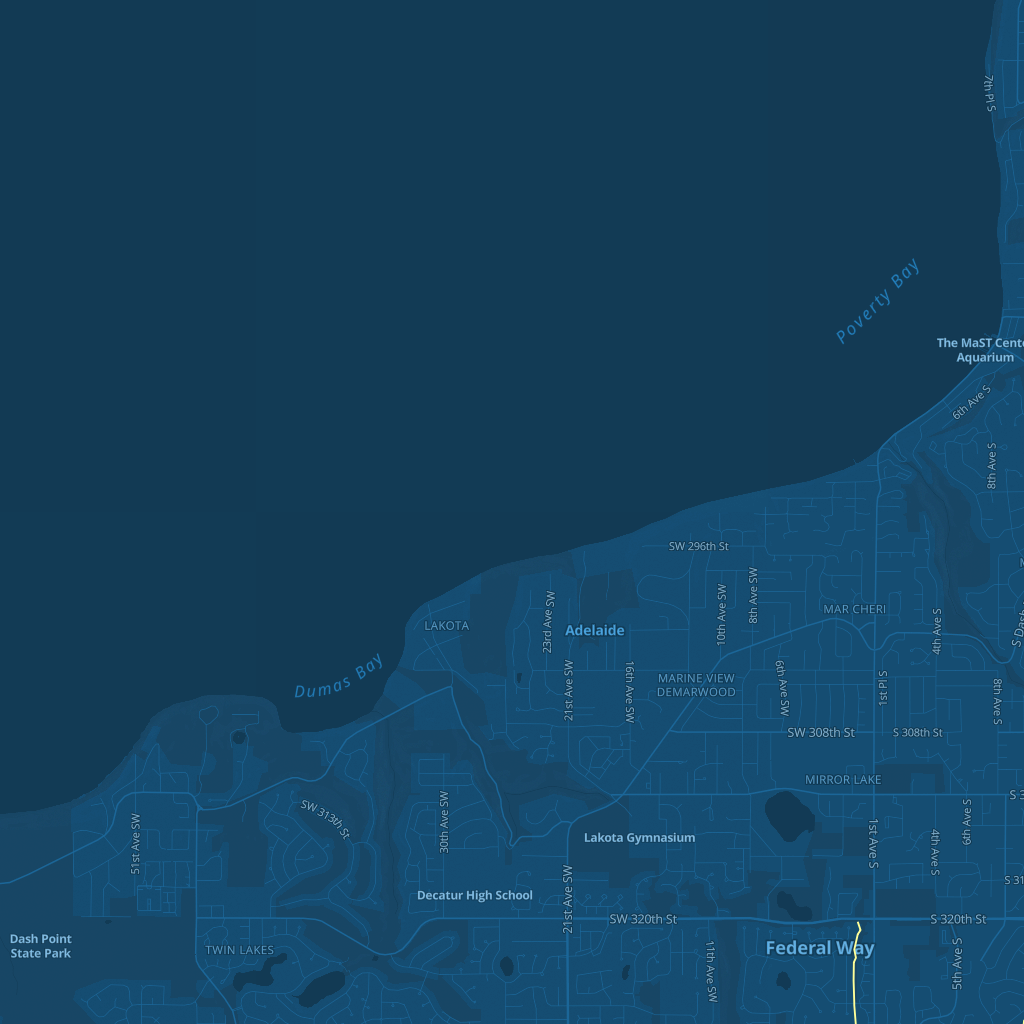 7th Pl S
Poverty Bay
The MaST Cente
Aquarium
6th Ave S
8th Ave S
SW 296th St
8th Ave SW
10th Ave SW
23rd Ave SW
LAKOTA
Adelaide
MAR CHERI
4th Ave S
S Dash
Dumas Bay
21st Ave SW
16th Ave SW
MARINE VIEW
DEMARWOOD
6th Ave SW
1st Pl S
8th Ave S
SW 308th St
S 308th St
MIRROR LAKE
SW 313th St
30th Ave SW
51st Ave SW
Lakota Gymnasium
1st Ave S
4th Ave S
6th Ave S
S 3
S 31
Decatur High School
21st Ave SW
SW 320th St
S 320th St
Dash Point
State Park
TWIN LAKES
11th Ave SW
Federal Way
5th Ave S